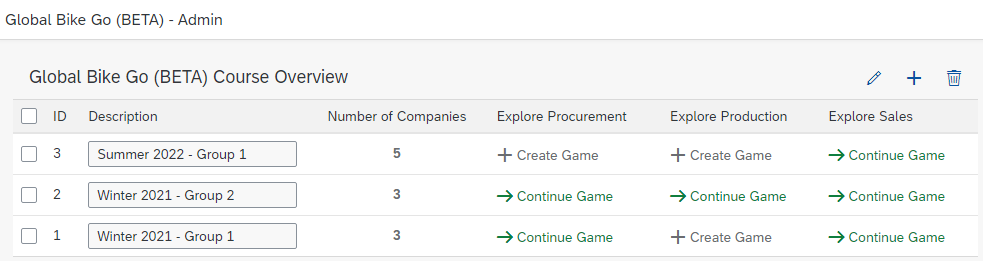 Global Bike Go (BETA) - Admin
Global Bike Go (BETA) Course Overview
ID Description Number of Companies Explore Procurement Explore Production Explore Sales
3 Summer 2022 - Group 1 5 Create Game Create Game Continue Game
2 Winter 2021 - Group 2 3 Continue Game Continue Game Continue Game
1 Winter 2021 - Group 1 3 Continue Game Create Game Continue Game